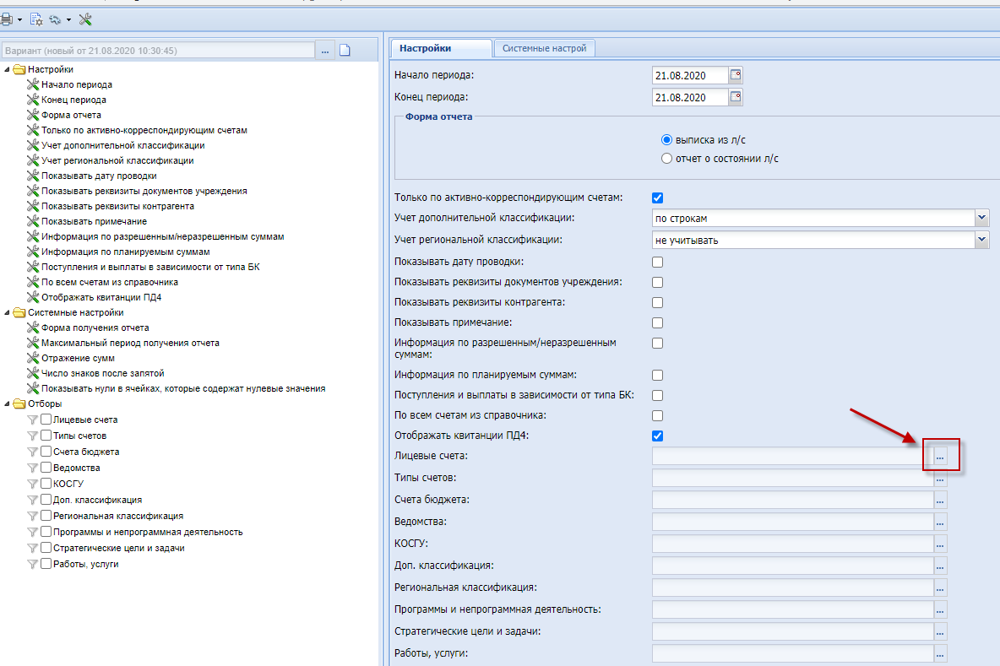 Вариант (новый от 21.08.2020 10:30:45)
...
Настройки
Начало периода
Конец периода
Форма отчета
Только по активно-корреспондирующим счетам
Учет дополнительной классификации
Учет региональной классификации
Показывать дату проводки
Показывать реквизиты документов учреждения
Показывать реквизиты контрагента
Показывать примечание
Информация по разрешенным/неразрешенным суммам
Информация по планируемым суммам
Поступления и выплаты в зависимости от типа БК
По всем счетам из справочника
Отображать квитанции ПД4
Системные настройки
Форма получения отчета
Максимальный период получения отчета
Отражение сумм
Число знаков после запятой
Показывать нули в ячейках, которые содержат нулевые значения
Отборы
Лицевые счета
Типы счетов
Счета бюджета
Ведомства
КОСГУ
Доп. классификация
Региональная классификация
Программы и непрограммная деятельность
Стратегические цели и задачи
Работы, услуги
Настройки
Системные настрой
Начало периода: 21.08.2020
Конец периода: 21.08.2020
Форма отчета
выписка из л/с
отчет о состоянии л/с
Только по активно-корреспондирующим счетам:
Учет дополнительной классификации: по строкам
Учет региональной классификации: не учитывать
Показывать дату проводки:
Показывать реквизиты документов учреждения:
Показывать реквизиты контрагента:
Показывать примечание:
Информация по разрешенным/неразрешенным
суммам:
Информация по планируемым суммам:
Поступления и выплаты в зависимости от типа БК:
По всем счетам из справочника:
Отображать квитанции ПД4:
Лицевые счета: ...
Типы счетов: ...
Счета бюджета: ...
Ведомства: ...
КОСГУ: ...
Доп. классификация: ...
Региональная классификация: ...
Программы и непрограммная деятельность: ...
Стратегические цели и задачи: ...
Работы, услуги: ...